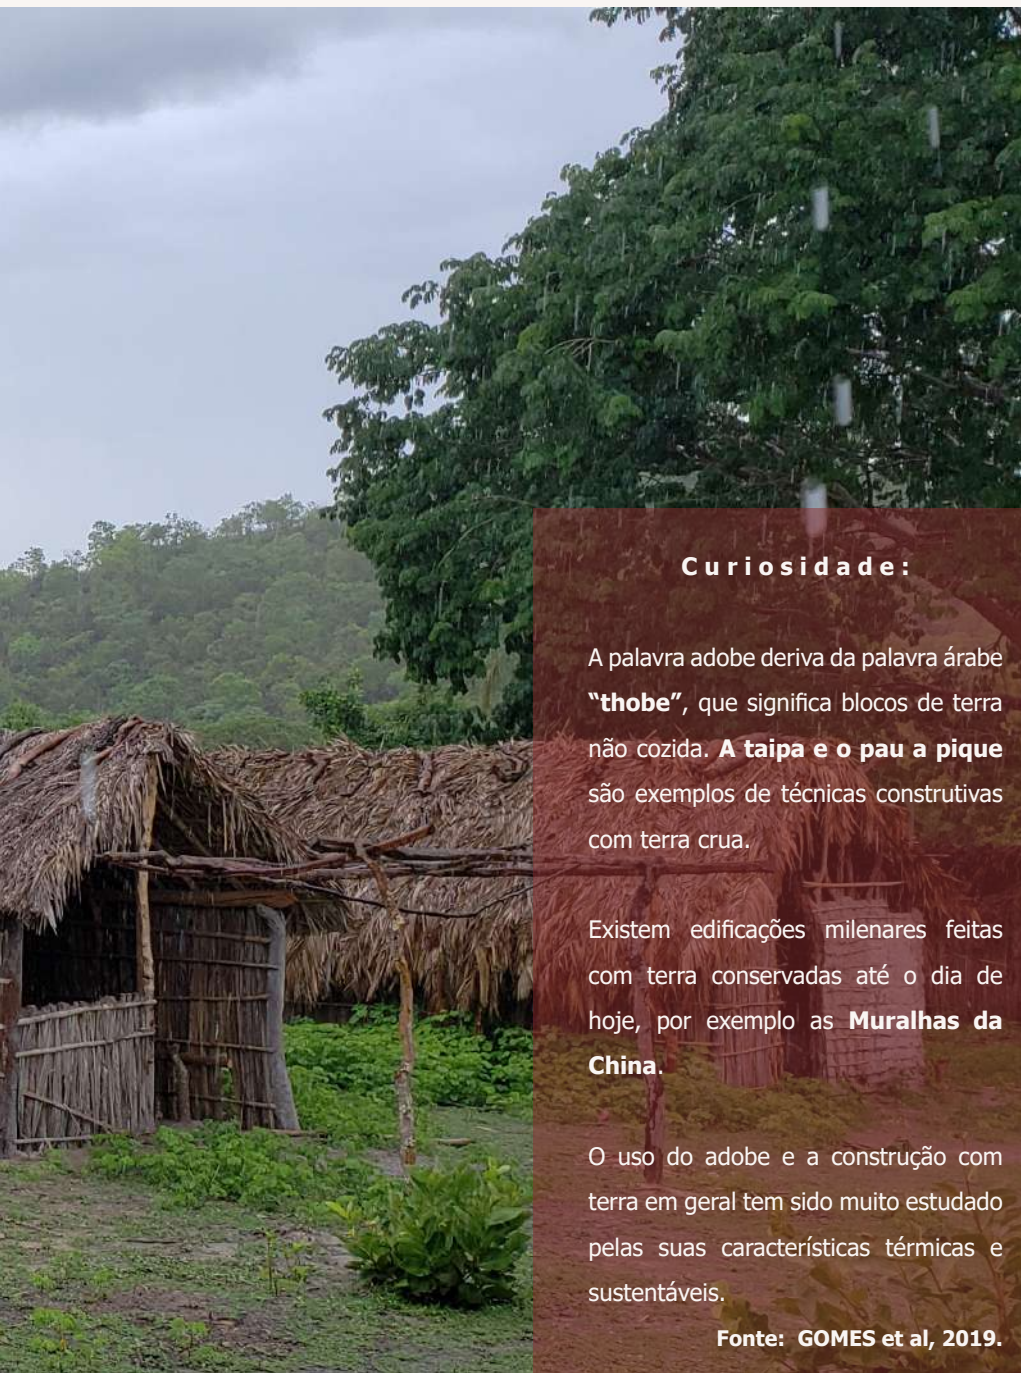 Curiosidade:
A palavra adobe deriva da palavra árabe
“thobe”, que significa blocos de terra
não cozida. A taipa e o pau a pique
são exemplos de técnicas construtivas
com terra crua.
Existem edificações milenares feitas
com terra conservadas até o dia de
hoje, por exemplo as Muralhas da
China.
O uso do adobe e a construção com
terra em geral tem sido muito estudado
pelas suas características térmicas e
sustentáveis.
Fonte: GOMES et al, 2019.